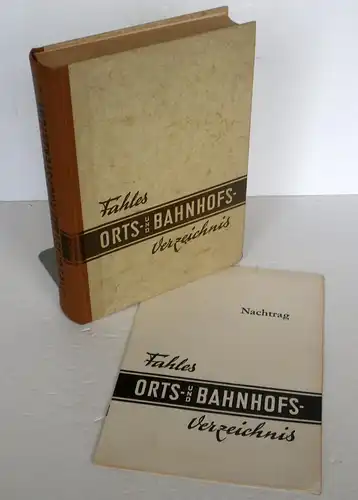 Fahles
ORTS- UND BAHNHOFS-
Verzeichnis
Nachtrag
Fahles
ORTS- UND BAHNHOFS-
Verzeichnis